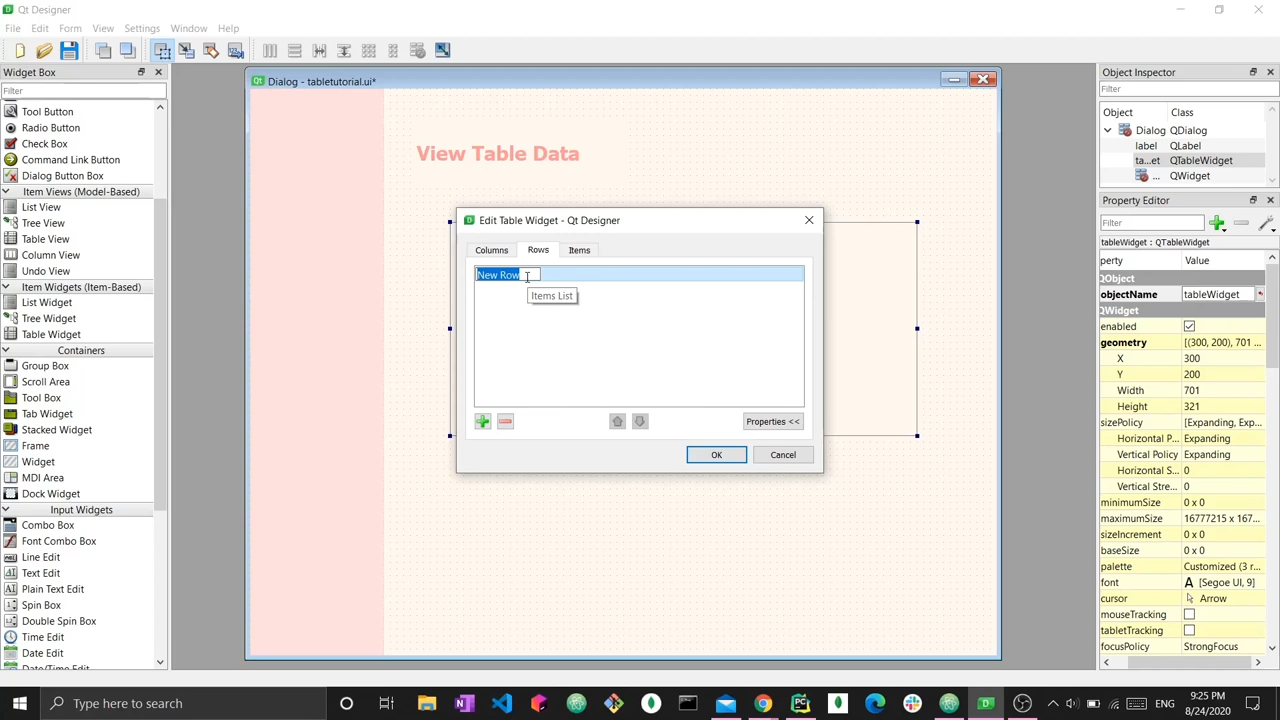 Qt Designer
File Edit Form View Settings Window Help
Widget Box
Filter
Tool Button
Radio Button
Check Box
Command Link Button
Dialog Button Box
Item Views (Model-Based)
List View
Tree View
Table View
Column View
Undo View
Item Widgets (Item-Based)
List Widget
Tree Widget
Table Widget
Containers
Group Box
Scroll Area
Tool Box
Tab Widget
Stacked Widget
Frame
Widget
MDI Area
Dock Widget
Input Widgets
Combo Box
Font Combo Box
Line Edit
Text Edit
Plain Text Edit
Spin Box
Double Spin Box
Time Edit
Date Edit
Date/Time Edit
Dialog - tabletutorial.ui*
View Table Data
Edit Table Widget - Qt Designer
Columns Rows Items
New Row
Items List
Properties <<
OK Cancel
Object Inspector
Filter
Object Class
Dialog QDialog
label QLabel
ta...et QTableWidget
... QWidget
Property Editor
Filter
tableWidget : QTableWidget
perty Value
QObject
objectName tableWidget
QWidget
enabled
geometry [(300, 200), 701 ...
X 300
Y 200
Width 701
Height 321
sizePolicy [Expanding, Exp...
Horizontal P... Expanding
Vertical Policy Expanding
Horizontal S... 0
Vertical Stre... 0
minimumSize 0 x 0
maximumSize 16777215 x 167...
sizeIncrement 0 x 0
baseSize 0 x 0
palette Customized (3 r...
font A [Segoe UI, 9]
cursor Arrow
mouseTracking
tabletTracking
focusPolicy StrongFocus
Type here to search
9:25 PM
8/24/2020